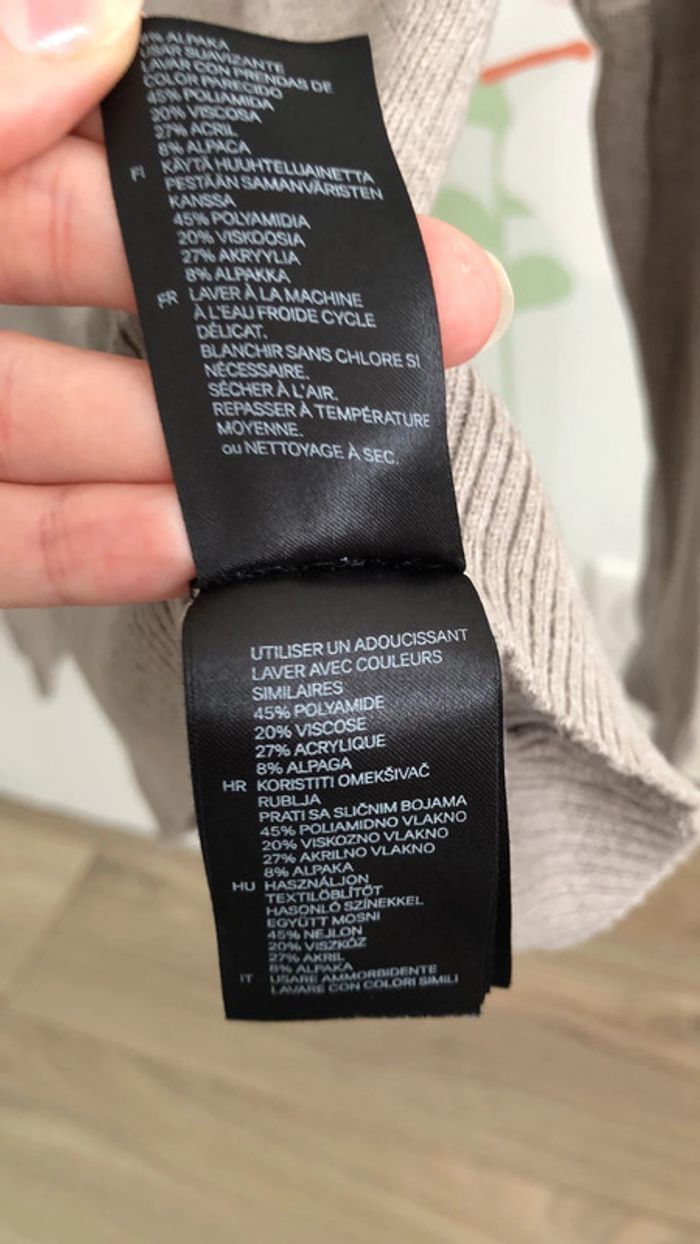 % ALPAKA
USAR SUAVIZANTE
LAVAR CON PRENDAS DE
COLOR PARECIDO
45% POLIAMIDA
20% VISCOSA
27% ACRIL
8% ALPACA
FI KÄYTÄ HUUHTELUAINETTA
PESTÄÄN SAMANVÄRISTEN
KANSSA
45% POLYAMIDIA
20% VISKOOSIA
27% AKRYYLIA
8% ALPAKKA
FR LAVER À LA MACHINE
À L'EAU FROIDE CYCLE
DÉLICAT.
BLANCHIR SANS CHLORE SI
NÉCESSAIRE.
SÉCHER À L'AIR.
REPASSER À TEMPÉRATURE
MOYENNE.
ou NETTOYAGE À SEC.
UTILISER UN ADOUCISSANT
LAVER AVEC COULEURS
SIMILAIRES
45% POLYAMIDE
20% VISCOSE
27% ACRYLIQUE
8% ALPAGA
HR KORISTITI OMEKŠIVAČ
RUBLJA
PRATI SA SLIČNIM BOJAMA
45% POLIAMIDNO VLAKNO
20% VISKOZNO VLAKNO
27% AKRILNO VLAKNO
8% ALPAKA
HU HASZNÁLJON
TEXTILÖBLÍTŐT
HASONLÓ SZÍNEKKEL
EGYÜTT MOSNI
45% NEJLON
20% VISZKÓZ
27% AKRIL
8% ALPAKA
IT USARE AMMORBIDENTE
LAVARE CON COLORI SIMILI